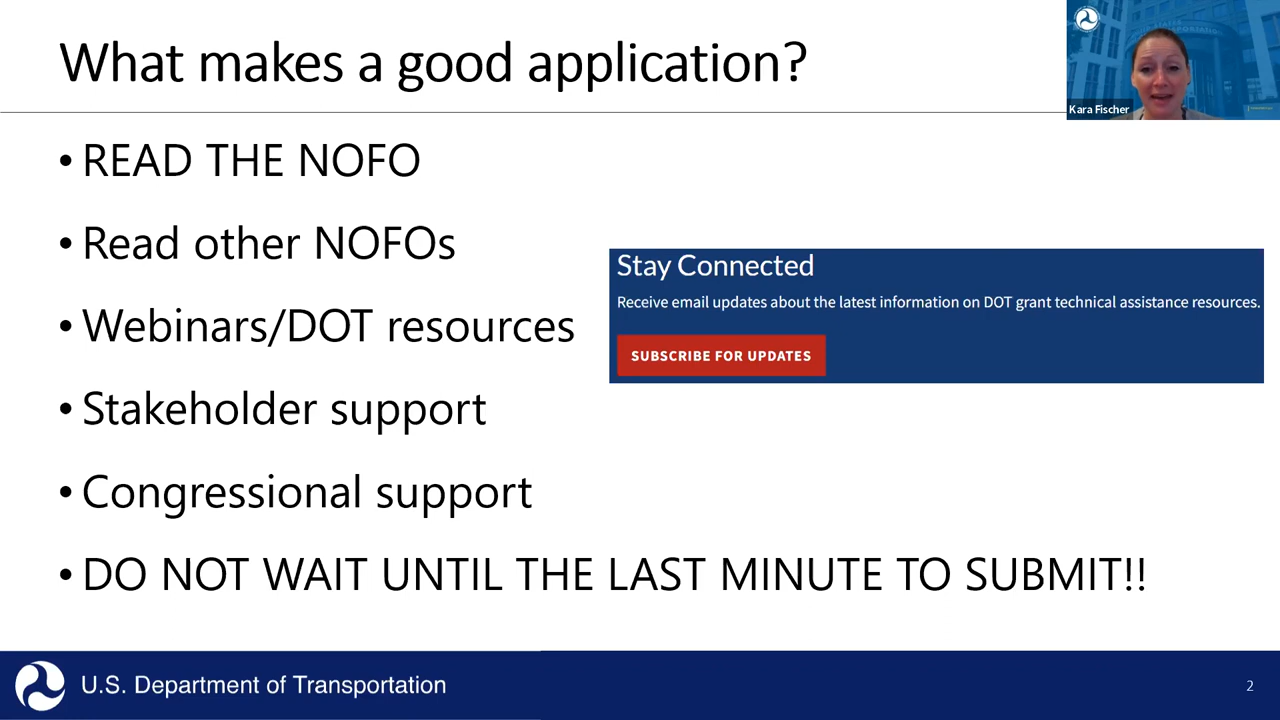 What makes a good application?
Kara Fischer
• READ THE NOFO
• Read other NOFOs
• Webinars/DOT resources
• Stakeholder support
• Congressional support
• DO NOT WAIT UNTIL THE LAST MINUTE TO SUBMIT!!
Stay Connected
Receive email updates about the latest information on DOT grant technical assistance resources.
SUBSCRIBE FOR UPDATES
U.S. Department of Transportation
2